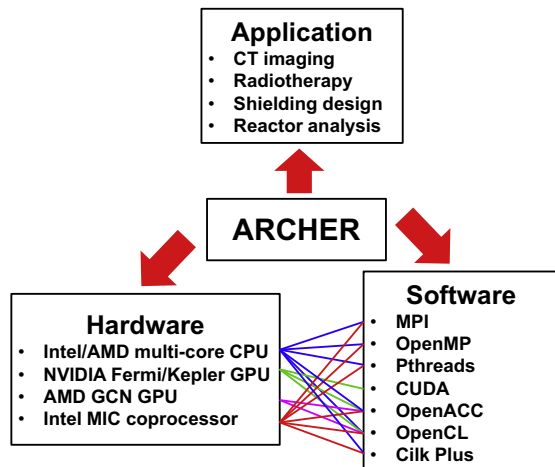 Application
• CT imaging
• Radiotherapy
• Shielding design
• Reactor analysis
ARCHER
Hardware
• Intel/AMD multi-core CPU
• NVIDIA Fermi/Kepler GPU
• AMD GCN GPU
• Intel MIC coprocessor
Software
• MPI
• OpenMP
• Pthreads
• CUDA
• OpenACC
• OpenCL
• Cilk Plus